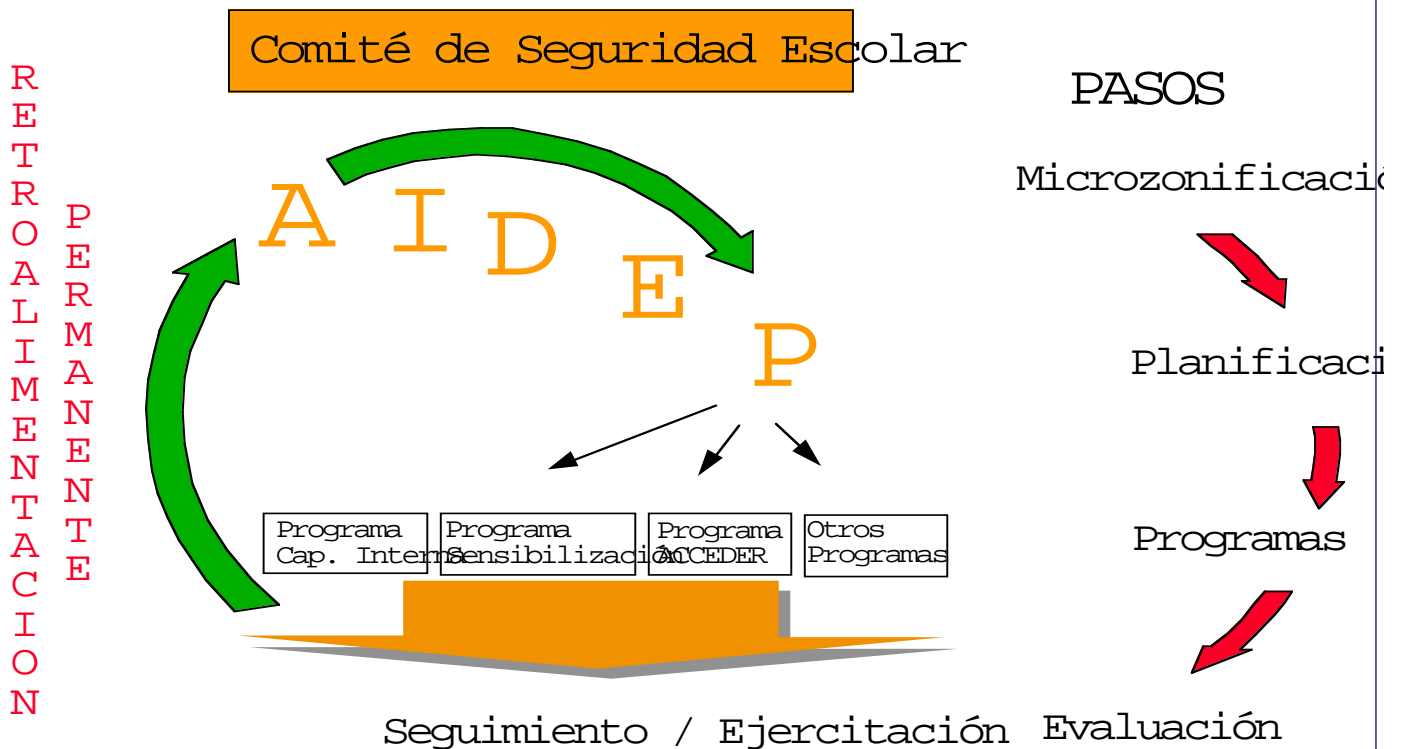 Comité de Seguridad Escolar
RETROALIMENTACION
PERMANENTE
A I D E P
Programa
Cap. Interna
Programa
Sensibilización
Programa
ACCEDER
Otros
Programas
Seguimiento / Ejercitación
PASOS
Microzonificació
Planificaci
Programas
Evaluación